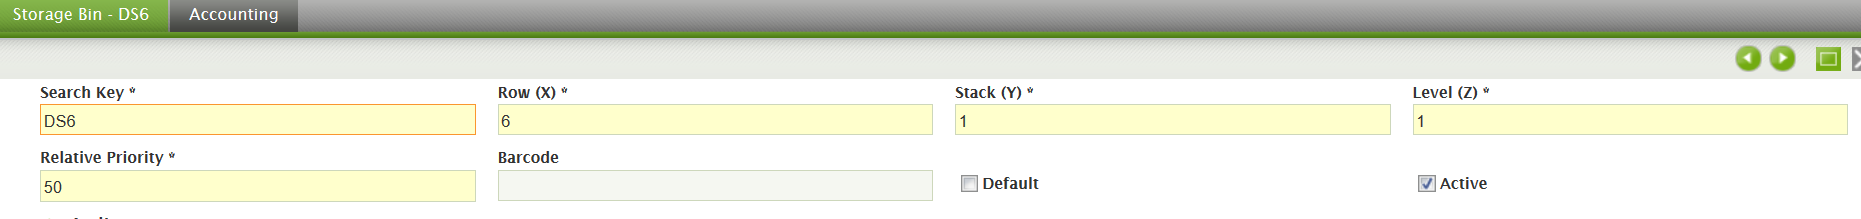 Storage Bin - DS6 Accounting
Search Key * Row (X) * Stack (Y) * Level (Z) *
DS6 6 1 1
Relative Priority * Barcode
50 Default Active